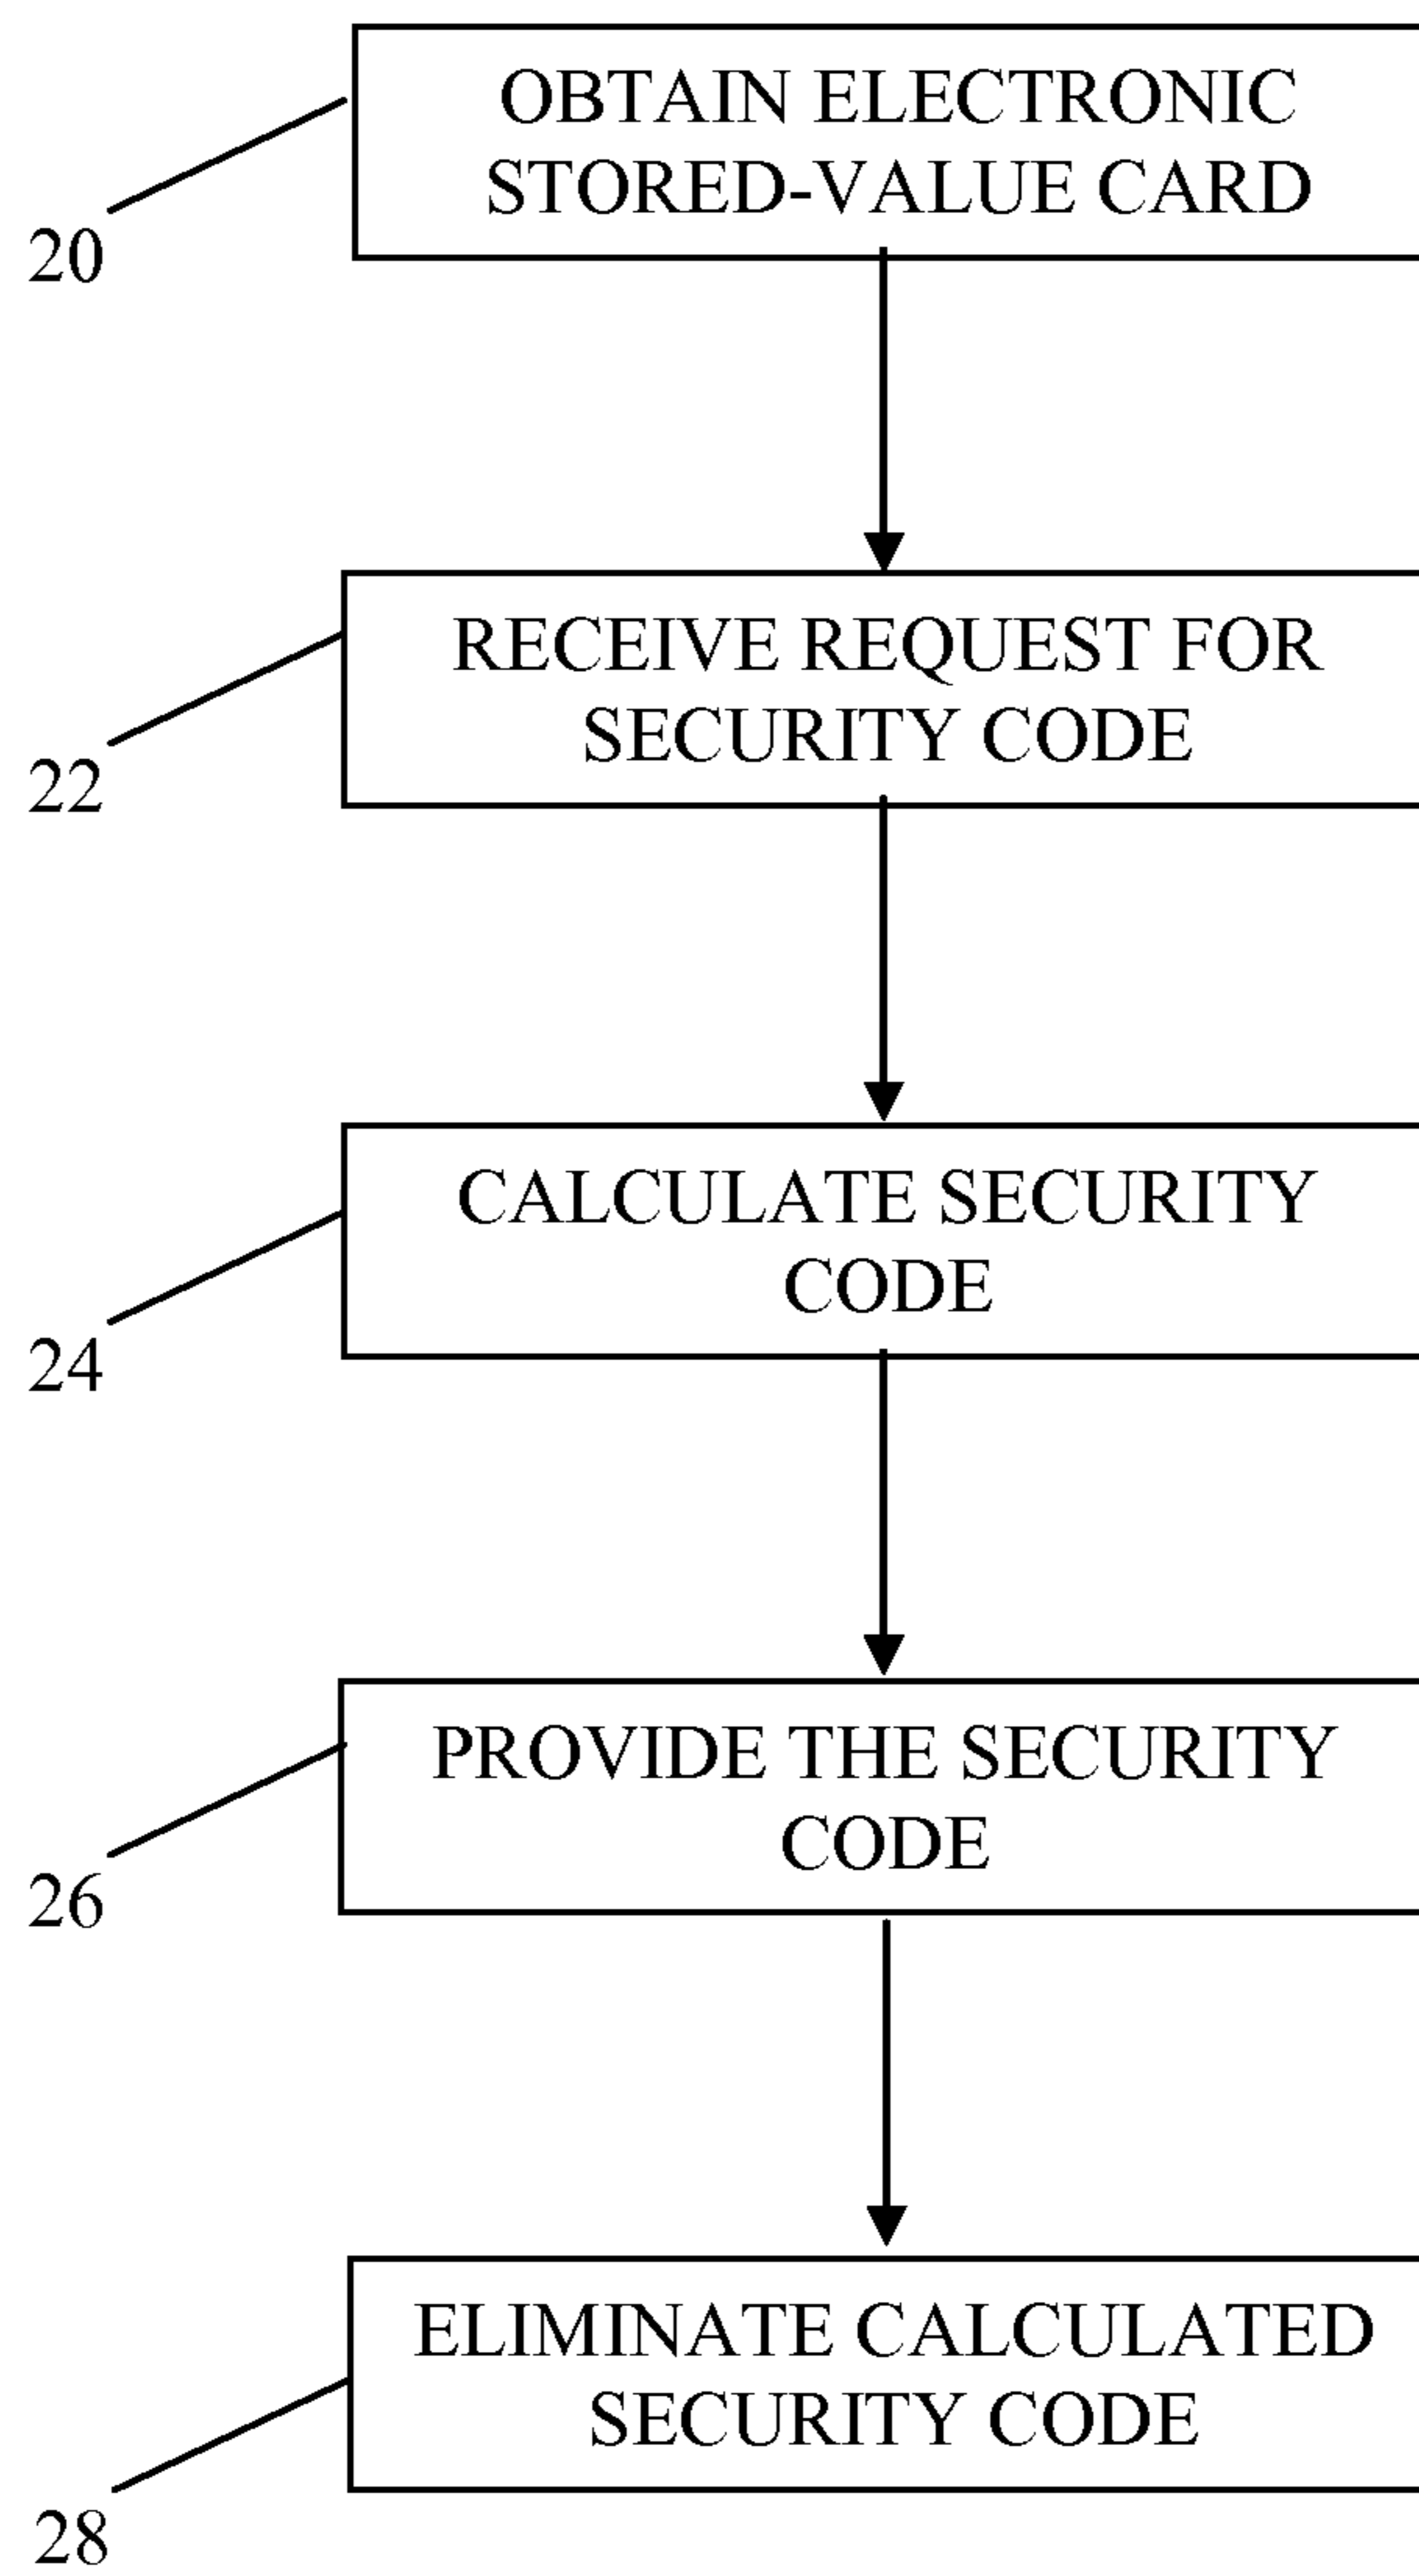 OBTAIN ELECTRONIC
STORED-VALUE CARD
20
RECEIVE REQUEST FOR
SECURITY CODE
22
CALCULATE SECURITY
CODE
24
PROVIDE THE SECURITY
CODE
26
ELIMINATE CALCULATED
SECURITY CODE
28